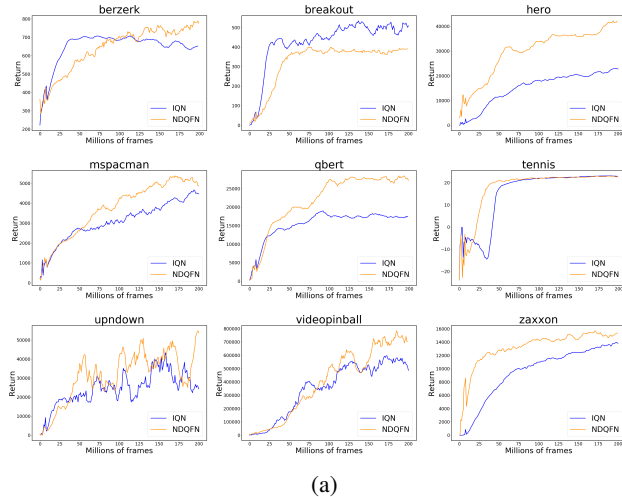 berzerk
Return
800
700
600
500
400
300
200
0 25 50 75 100 125 150 175 200
Millions of frames
IQN
NDQFN
breakout
Return
500
400
300
200
100
0
0 25 50 75 100 125 150 175 200
Millions of frames
IQN
NDQFN
hero
Return
40000
30000
20000
10000
0
0 25 50 75 100 125 150 175 200
Millions of frames
IQN
NDQFN
mspacman
Return
5000
4000
3000
2000
1000
0
0 25 50 75 100 125 150 175 200
Millions of frames
IQN
NDQFN
qbert
Return
25000
20000
15000
10000
5000
0
0 25 50 75 100 125 150 175 200
Millions of frames
IQN
NDQFN
tennis
Return
20
10
0
−10
−20
0 25 50 75 100 125 150 175 200
Millions of frames
IQN
NDQFN
upndown
Return
50000
40000
30000
20000
10000
0
0 25 50 75 100 125 150 175 200
Millions of frames
IQN
NDQFN
videopinball
Return
800000
700000
600000
500000
400000
300000
200000
100000
0
0 25 50 75 100 125 150 175 200
Millions of frames
IQN
NDQFN
zaxxon
Return
16000
14000
12000
10000
8000
6000
4000
2000
0
0 25 50 75 100 125 150 175 200
Millions of frames
IQN
NDQFN
(a)